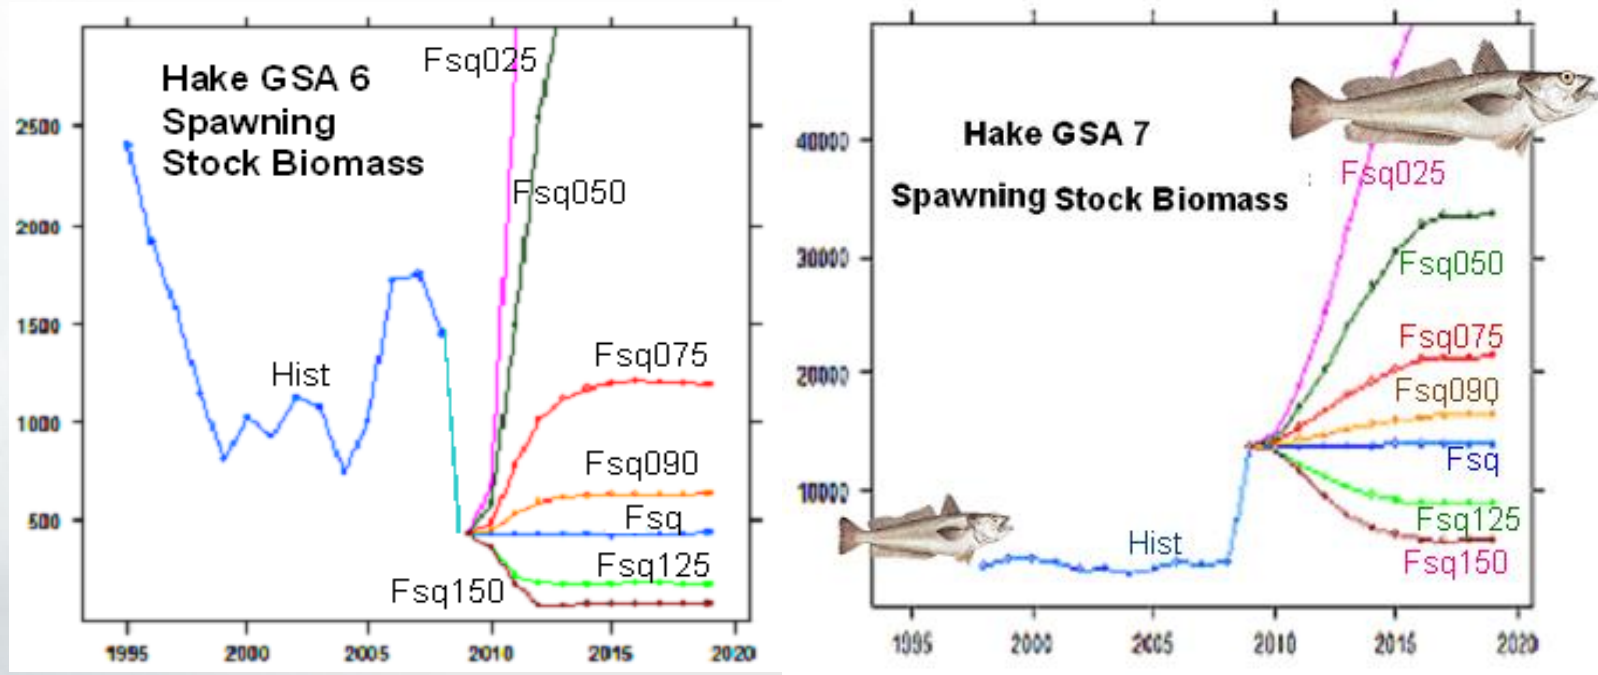 Hake GSA 6
Spawning
Stock Biomass
Fsq025
Fsq050
Hist
Fsq075
Fsq090
Fsq
Fsq125
Fsq150
2500
2000
1500
1000
500
1995 2000 2005 2010 2015 2020
Hake GSA 7
Spawning Stock Biomass
Fsq025
Fsq050
Fsq075
Fsq090
Fsq
Hist
Fsq125
Fsq150
40000
30000
20000
10000
1995 2000 2005 2010 2015 2020